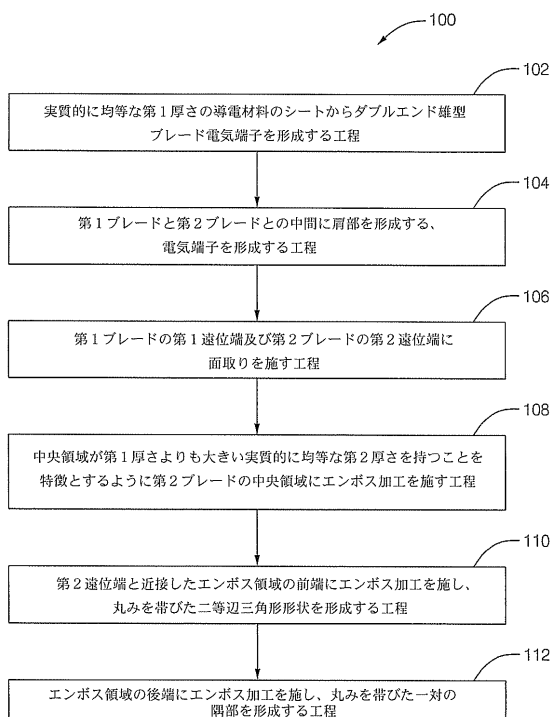 100
102
実質的に均等な第1厚さの導電材料のシートからダブルエンド雄型
ブレード電気端子を形成する工程
104
第1ブレードと第2ブレードとの中間に肩部を形成する、
電気端子を形成する工程
106
第1ブレードの第1遠位端及び第2ブレードの第2遠位端に
面取りを施す工程
108
中央領域が第1厚さよりも大きい実質的に均等な第2厚さを持つことを
特徴とするように第2ブレードの中央領域にエンボス加工を施す工程
110
第2遠位端と近接したエンボス領域の前端にエンボス加工を施し、
丸みを帯びた二等辺三角形形状を形成する工程
112
エンボス領域の後端にエンボス加工を施し、丸みを帯びた一対の
隅部を形成する工程